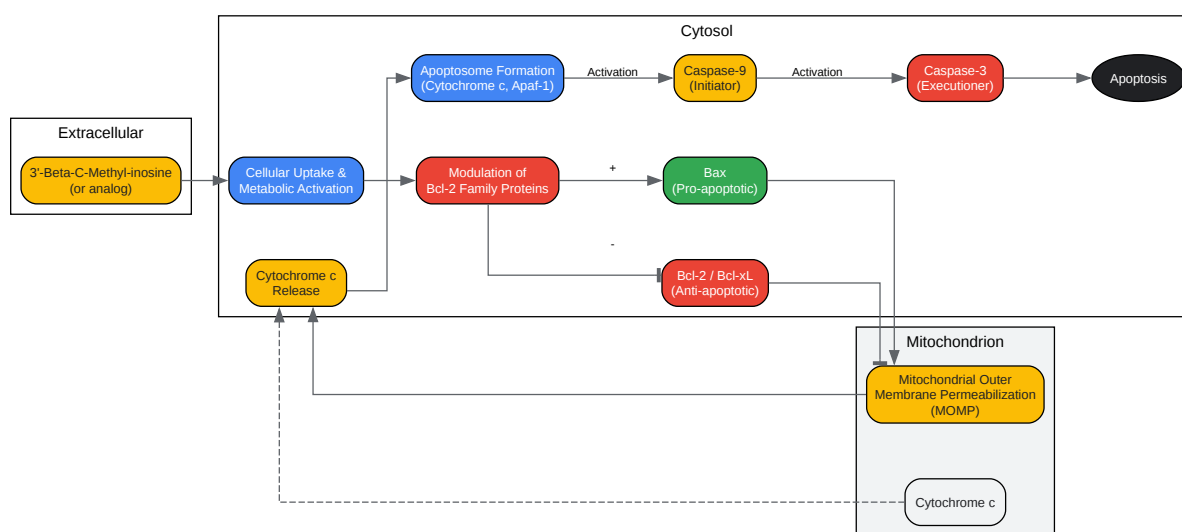 Cytosol
Apoptosome Formation
(Cytochrome c, Apaf-1)
Activation
Caspase-9
(Initiator)
Activation
Caspase-3
(Executioner)
Apoptosis
Extracellular
3'-Beta-C-Methyl-inosine
(or analog)
Cellular Uptake &
Metabolic Activation
Modulation of
Bcl-2 Family Proteins
+
Bax
(Pro-apoptotic)
-
Cytochrome c
Release
Bcl-2 / Bcl-xL
(Anti-apoptotic)
Mitochondrion
Mitochondrial Outer
Membrane Permeabilization
(MOMP)
Cytochrome c